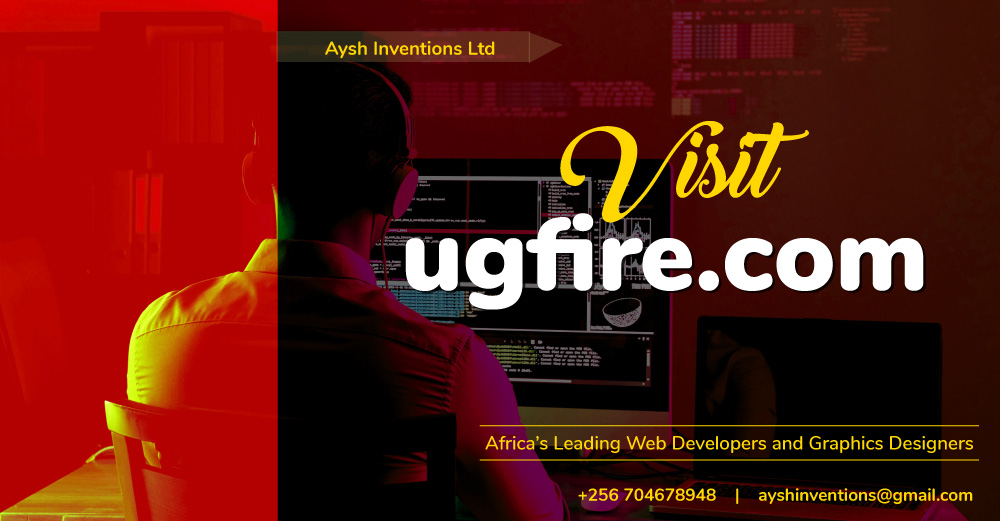 Aysh Inventions Ltd
Visit
ugfire.com
Africa's Leading Web Developers and Graphics Designers
+256 704678948 | ayshinventions@gmail.com